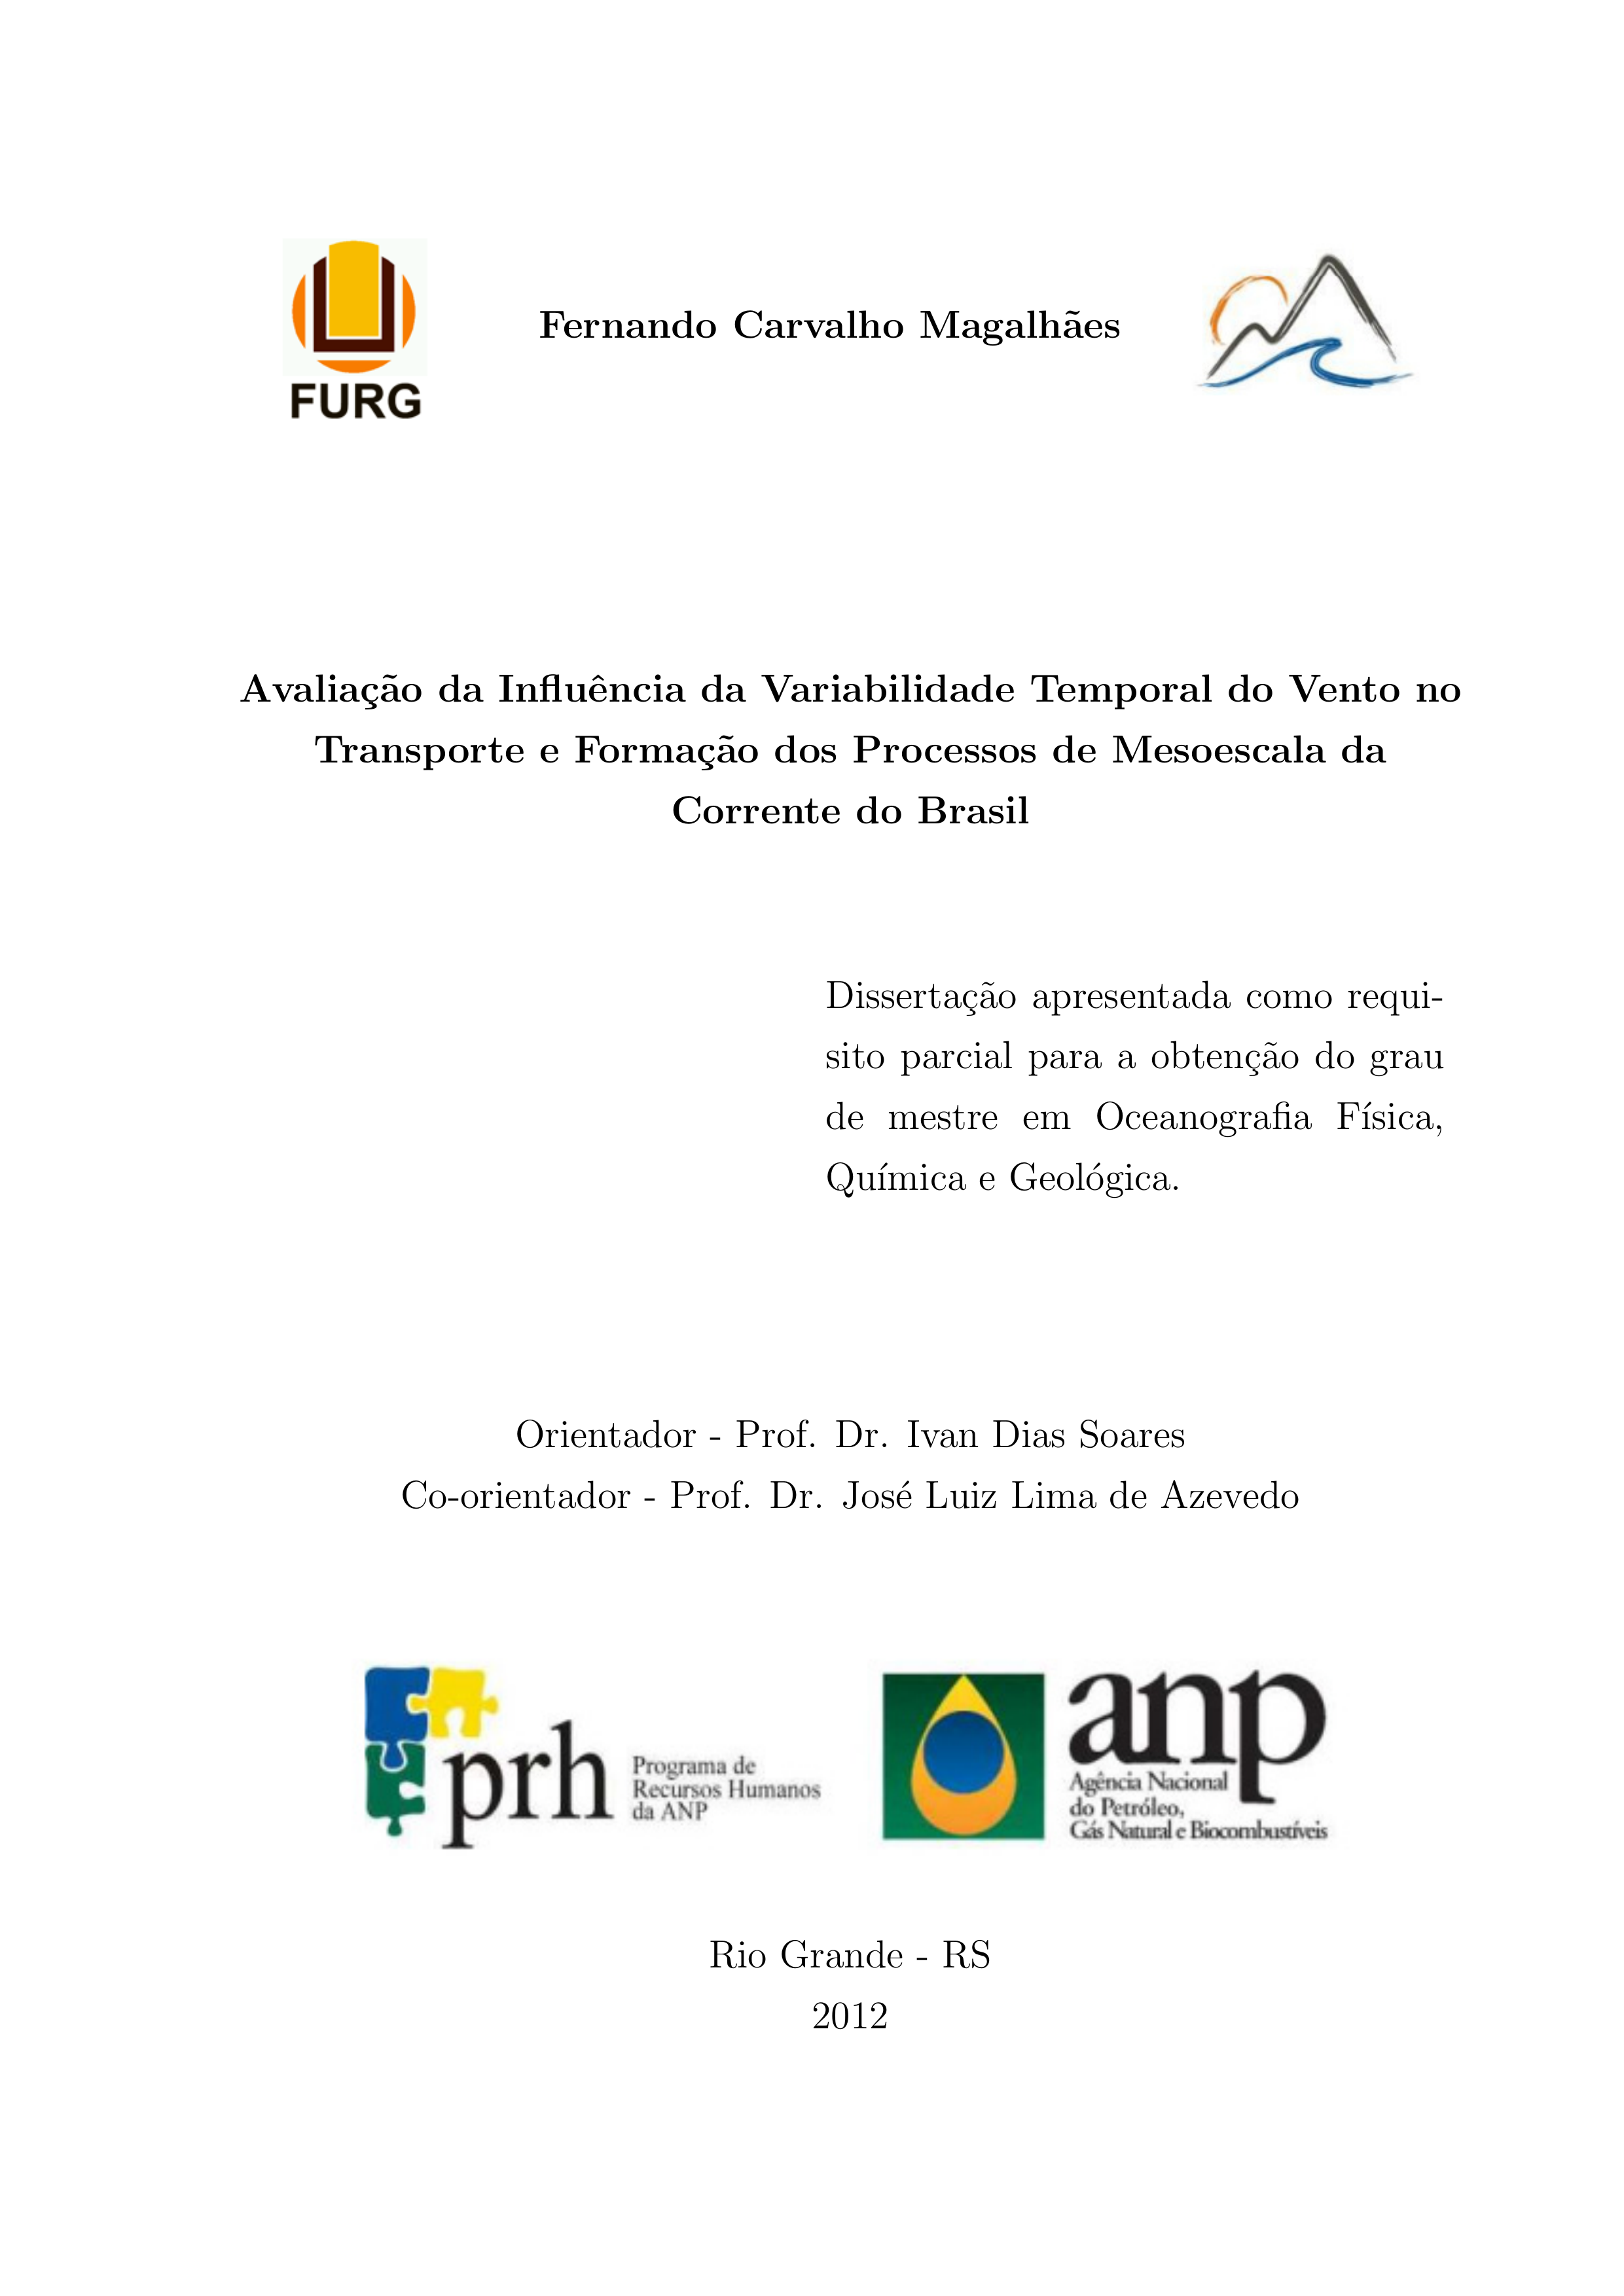 FURG
Fernando Carvalho Magalhães
Avaliação da Influência da Variabilidade Temporal do Vento no
Transporte e Formação dos Processos de Mesoescala da
Corrente do Brasil
Dissertação apresentada como requi-
sito parcial para a obtenção do grau
de mestre em Oceanografia Física,
Química e Geológica.
Orientador - Prof. Dr. Ivan Dias Soares
Co-orientador - Prof. Dr. José Luiz Lima de Azevedo
prh
Programa de
Recursos Humanos
da ANP
anp
Agência Nacional
do Petróleo,
Gás Natural e Biocombustíveis
Rio Grande - RS
2012